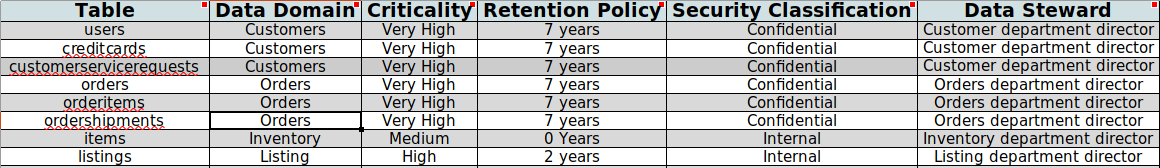 Table Data Domain Criticality Retention Policy Security Classification Data Steward
users Customers Very High 7 years Confidential Customer department director
creditcards Customers Very High 7 years Confidential Customer department director
customerservicerequests Customers Very High 7 years Confidential Customer department director
orders Orders Very High 7 years Confidential Orders department director
orderitems Orders Very High 7 years Confidential Orders department director
ordershipments Orders Very High 7 years Confidential Orders department director
items Inventory Medium 0 Years Internal Inventory department director
listings Listing High 2 years Internal Listing department director